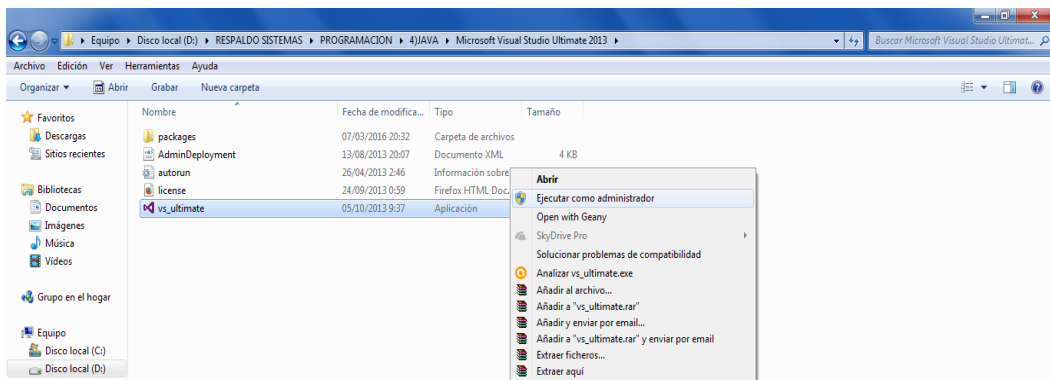 Equipo ▸ Disco local (D:) ▸ RESPALDO SISTEMAS ▸ PROGRAMACION ▸ 4)JAVA ▸ Microsoft Visual Studio Ultimate 2013 ▸ Buscar Microsoft Visual Studio Ultimat...
Archivo Edición Ver Herramientas Ayuda
Organizar Abrir Grabar Nueva carpeta
Favoritos
Descargas
Sitios recientes
Bibliotecas
Documentos
Imágenes
Música
Vídeos
Grupo en el hogar
Equipo
Disco local (C:)
Disco local (D:)
Nombre Fecha de modifica... Tipo Tamaño
packages 07/03/2016 20:32 Carpeta de archivos
AdminDeployment 13/08/2013 20:07 Documento XML 4 KB
autorun 26/04/2013 2:46 Información sobre
license 24/09/2013 0:59 Firefox HTML Doc
vs_ultimate 05/10/2013 9:37 Aplicación
Abrir
Ejecutar como administrador
Open with Geany
SkyDrive Pro
Solucionar problemas de compatibilidad
Analizar vs_ultimate.exe
Añadir al archivo...
Añadir a "vs_ultimate.rar"
Añadir y enviar por email...
Añadir a "vs_ultimate.rar" y enviar por email
Extraer ficheros...
Extraer aquí